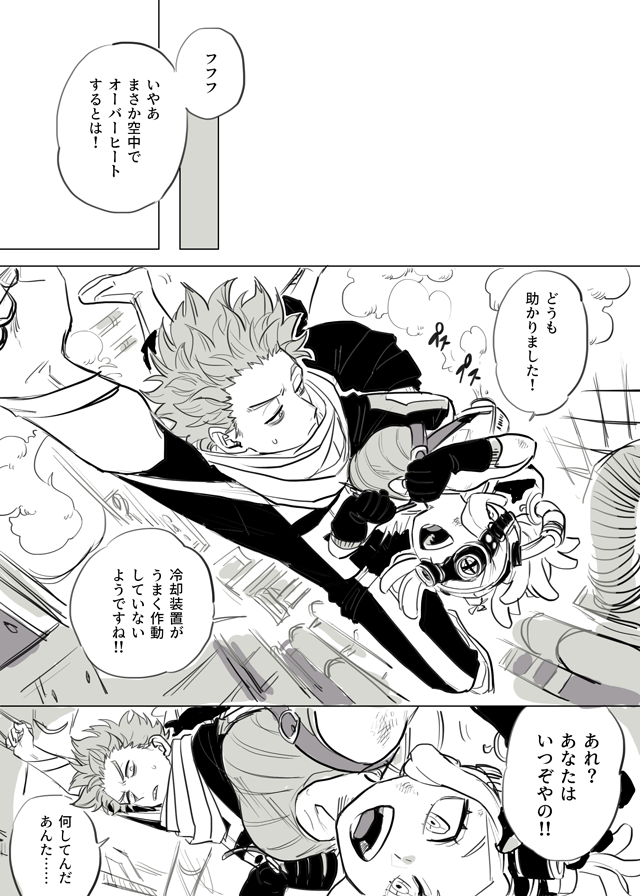 フフフ
いやあ
まさか空中で
オーバーヒート
するとは！
どうも
助かりました！
パス
パス
冷却装置が
うまく作動
していない
ようですね!!
あれ？
あなたは
いつぞやの!!
何してんだ
あんた……